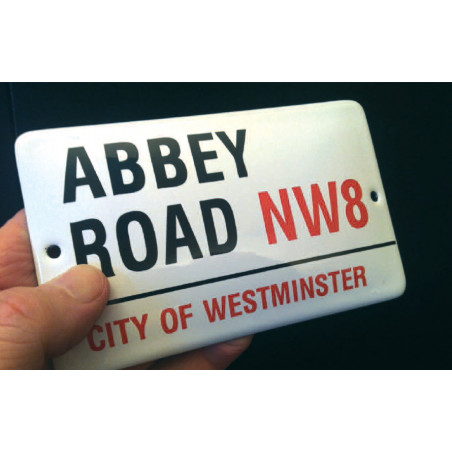 ABBEY
ROAD NW8
CITY OF WESTMINSTER